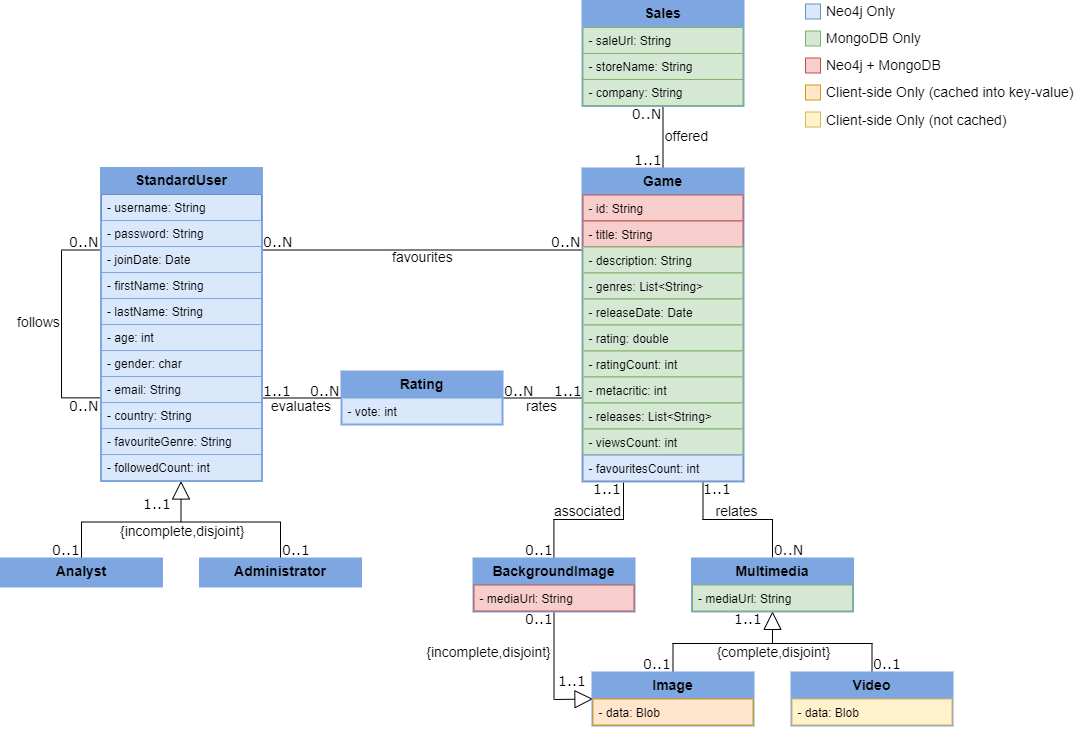 Sales
- saleUrl: String
- storeName: String
- company: String
Neo4j Only
MongoDB Only
Neo4j + MongoDB
Client-side Only (cached into key-value)
Client-side Only (not cached)
0..N
offered
1..1
StandardUser
- username: String
- password: String
- joinDate: Date
- firstName: String
- lastName: String
- age: int
- gender: char
- email: String
- country: String
- favouriteGenre: String
- followedCount: int
0..N
follows
0..N
0..N
favourites
0..N
Game
- id: String
- title: String
- description: String
- genres: List<String>
- releaseDate: Date
- rating: double
- ratingCount: int
- metacritic: int
- releases: List<String>
- viewsCount: int
- favouritesCount: int
1..1
evaluates
0..N
Rating
- vote: int
0..N
rates
1..1
1..1
{incomplete,disjoint}
0..1
0..1
Analyst
Administrator
1..1
associated
0..1
1..1
relates
0..N
BackgroundImage
- mediaUrl: String
Multimedia
- mediaUrl: String
0..1
{incomplete,disjoint}
1..1
1..1
{complete,disjoint}
0..1
0..1
Image
- data: Blob
Video
- data: Blob